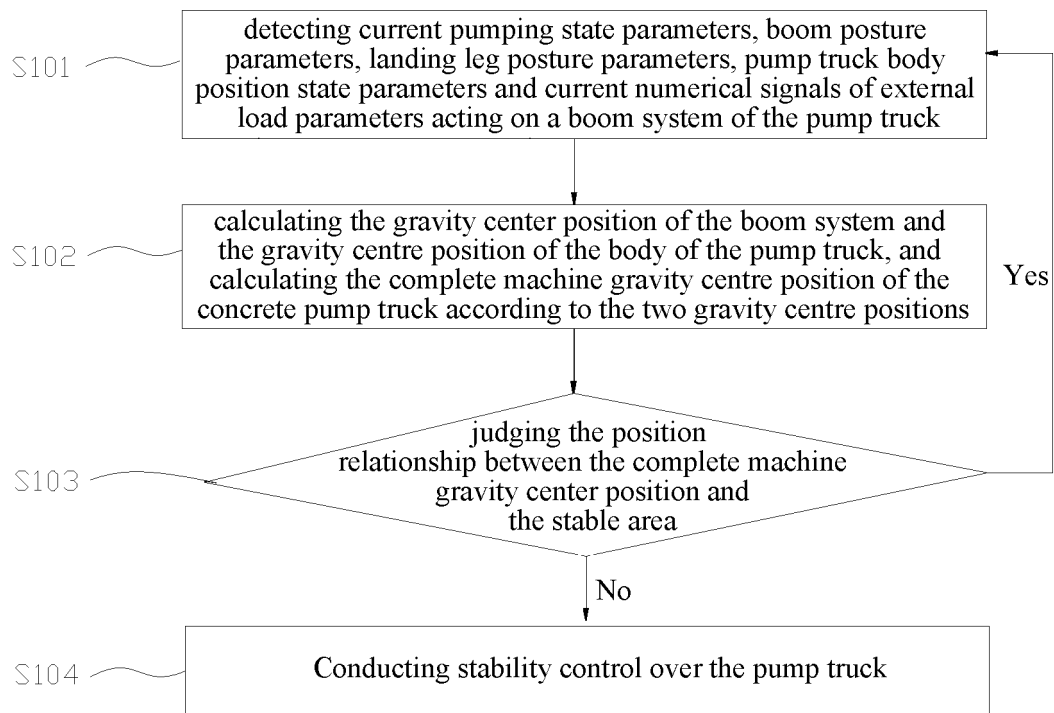 S101
detecting current pumping state parameters, boom posture
parameters, landing leg posture parameters, pump truck body
position state parameters and current numerical signals of external
load parameters acting on a boom system of the pump truck
S102
calculating the gravity center position of the boom system and
the gravity centre position of the body of the pump truck, and
calculating the complete machine gravity centre position of the
concrete pump truck according to the two gravity centre positions
Yes
S103
judging the position
relationship between the complete machine
gravity center position and
the stable area
No
S104
Conducting stability control over the pump truck